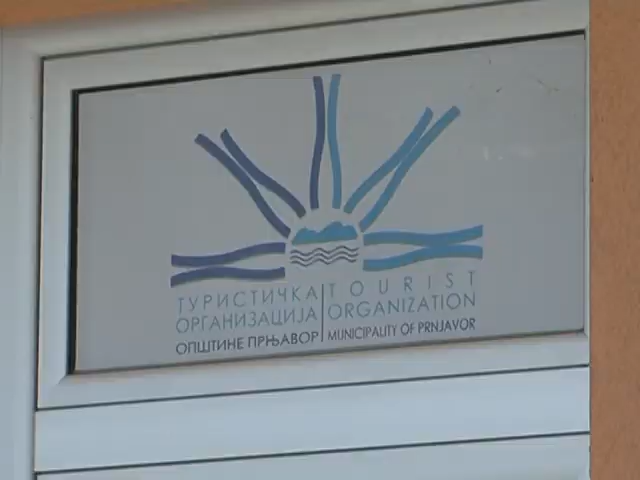 ТУРИСТИЧКА
ОРГАНИЗАЦИЈА
ОПШТИНЕ ПРЊАВОР
TOURIST
ORGANIZATION
MUNICIPALITY OF PRNJAVOR